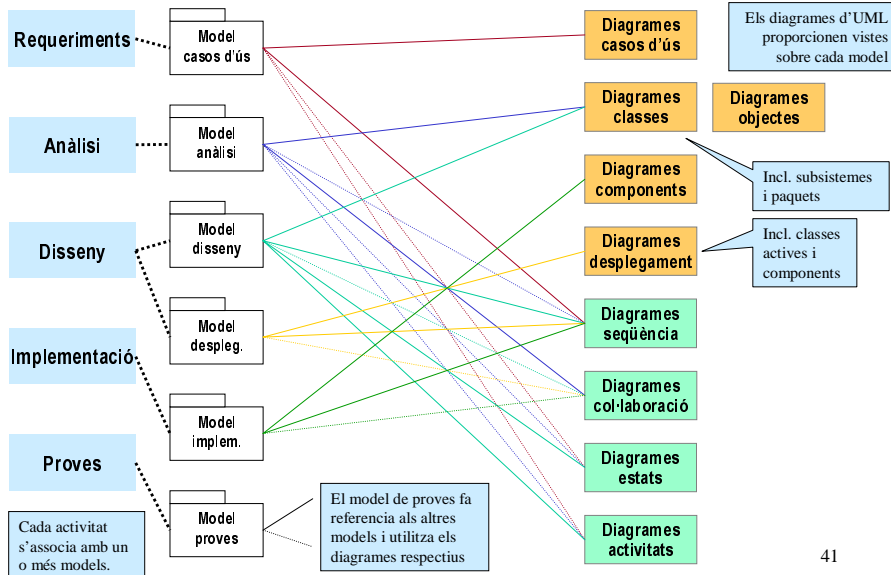 Requeriments
Model
casos d'ús
Diagrames
casos d'ús
Els diagrames d'UML
proporcionen vistes
sobre cada model
Anàlisi
Model
anàlisi
Diagrames
classes
Diagrames
objectes
Diagrames
components
Incl. subsistemes
i paquets
Disseny
Model
disseny
Diagrames
desplegament
Incl. classes
actives i
components
Model
despleg.
Diagrames
seqüència
Implementació
Model
implem.
Diagrames
col·laboració
Proves
Diagrames
estats
Model
proves
El model de proves fa
referencia als altres
models i utilitza els
diagrames respectius
Diagrames
activitats
Cada activitat
s'associa amb un
o més models.
41